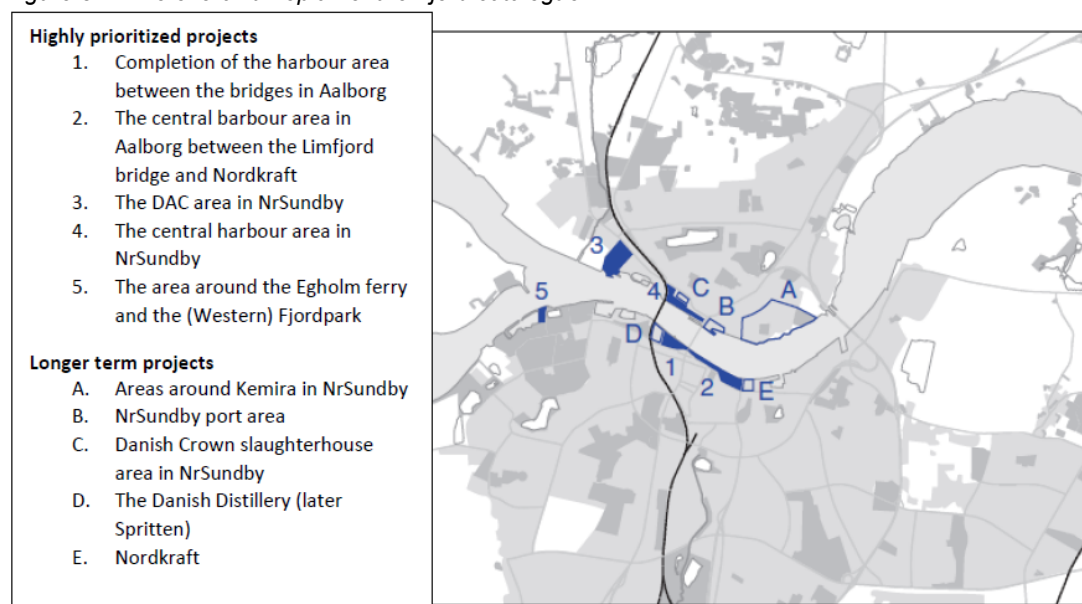 Highly prioritized projects
1. Completion of the harbour area
between the bridges in Aalborg
2. The central barbour area in
Aalborg between the Limfjord
bridge and Nordkraft
3. The DAC area in NrSundby
4. The central harbour area in
NrSundby
5. The area around the Egholm ferry
and the (Western) Fjordpark
Longer term projects
A. Areas around Kemira in NrSundby
B. NrSundby port area
C. Danish Crown slaughterhouse
area in NrSundby
D. The Danish Distillery (later
Spritten)
E. Nordkraft
3
5
4
C
B
A
D
1
2
E